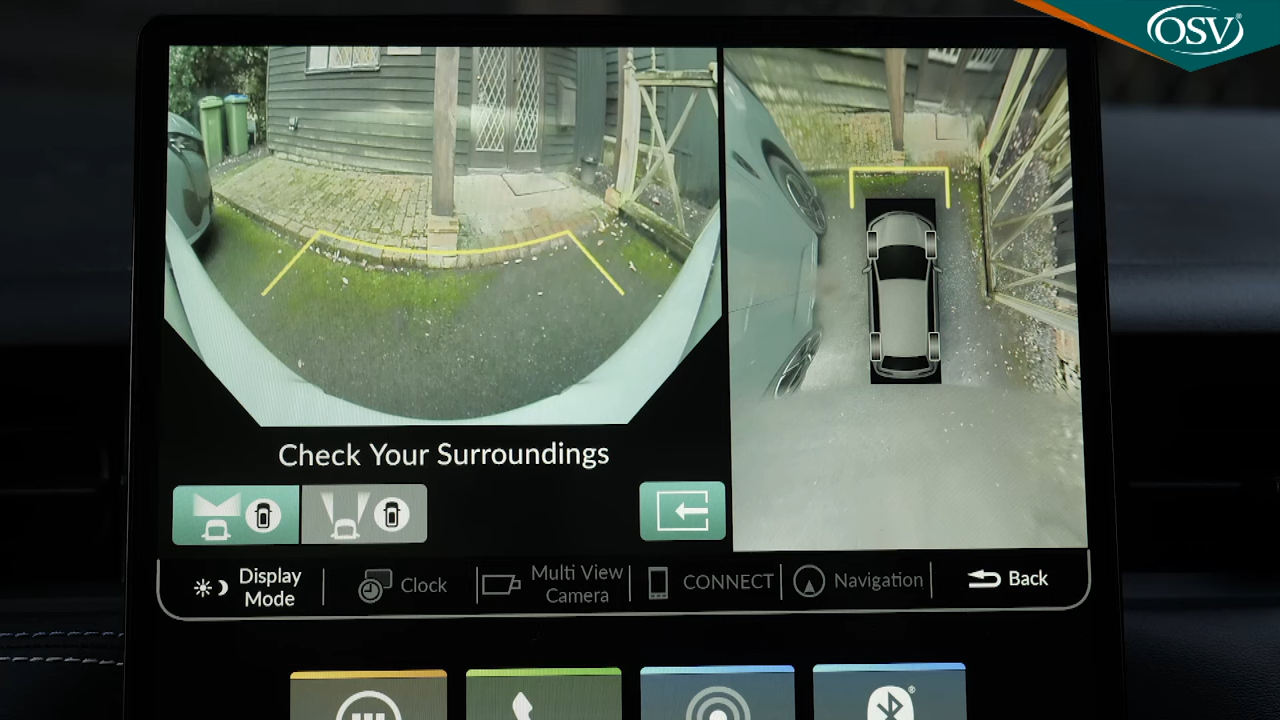 OSV®
Check Your Surroundings
Display
Mode
Clock
Multi View
Camera
CONNECT
Navigation
Back
®